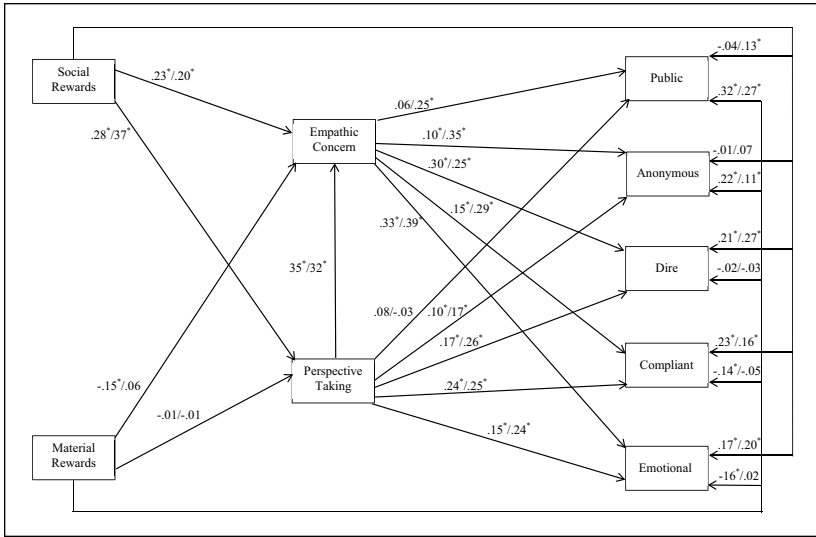 Social
Rewards
Material
Rewards
Empathic
Concern
Perspective
Taking
Public
Anonymous
Dire
Compliant
Emotional
.23*/.20*
.28*/37*
-.15*/.06
-.01/-.01
35*/32*
.06/.25*
.10*/.35*
.30*/.25*
.15*/.29*
.33*/.39*
.08/-.03
.10*/17*
.17*/.26*
.24*/.25*
.15*/.24*
-.04/.13*
.32*/.27*
-.01/.07
.22*/.11*
.21*/.27*
-.02/-.03
.23*/.16*
-.14*/-.05
.17*/.20*
-16*/.02